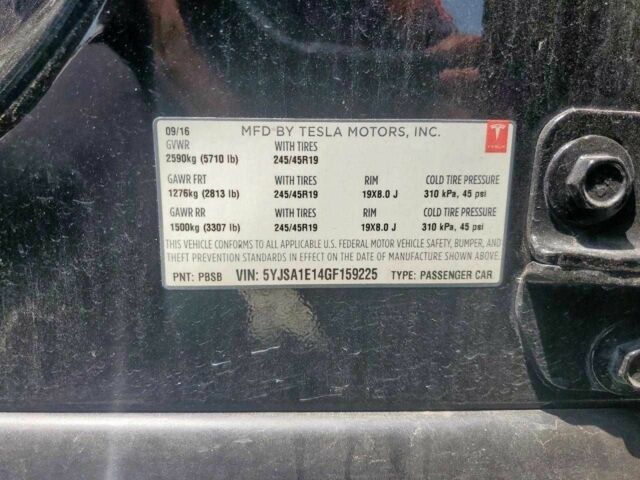 09/16 MFD BY TESLA MOTORS, INC.
GVWR WITH TIRES
2590kg (5710 lb) 245/45R19
GAWR FRT WITH TIRES RIM COLD TIRE PRESSURE
1276kg (2813 lb) 245/45R19 19X8.0 J 310 kPa, 45 psi
GAWR RR WITH TIRES RIM COLD TIRE PRESSURE
1500kg (3307 lb) 245/45R19 19X8.0 J 310 kPa, 45 psi
THIS VEHICLE CONFORMS TO ALL APPLICABLE U.S. FEDERAL MOTOR VEHICLE SAFETY, BUMPER, AND
THEFT PREVENTION STANDARDS IN EFFECT ON THE DATE OF MANUFACTURE SHOWN ABOVE.
PNT: PBSB VIN: 5YJSA1E14GF159225 TYPE: PASSENGER CAR
TESLA